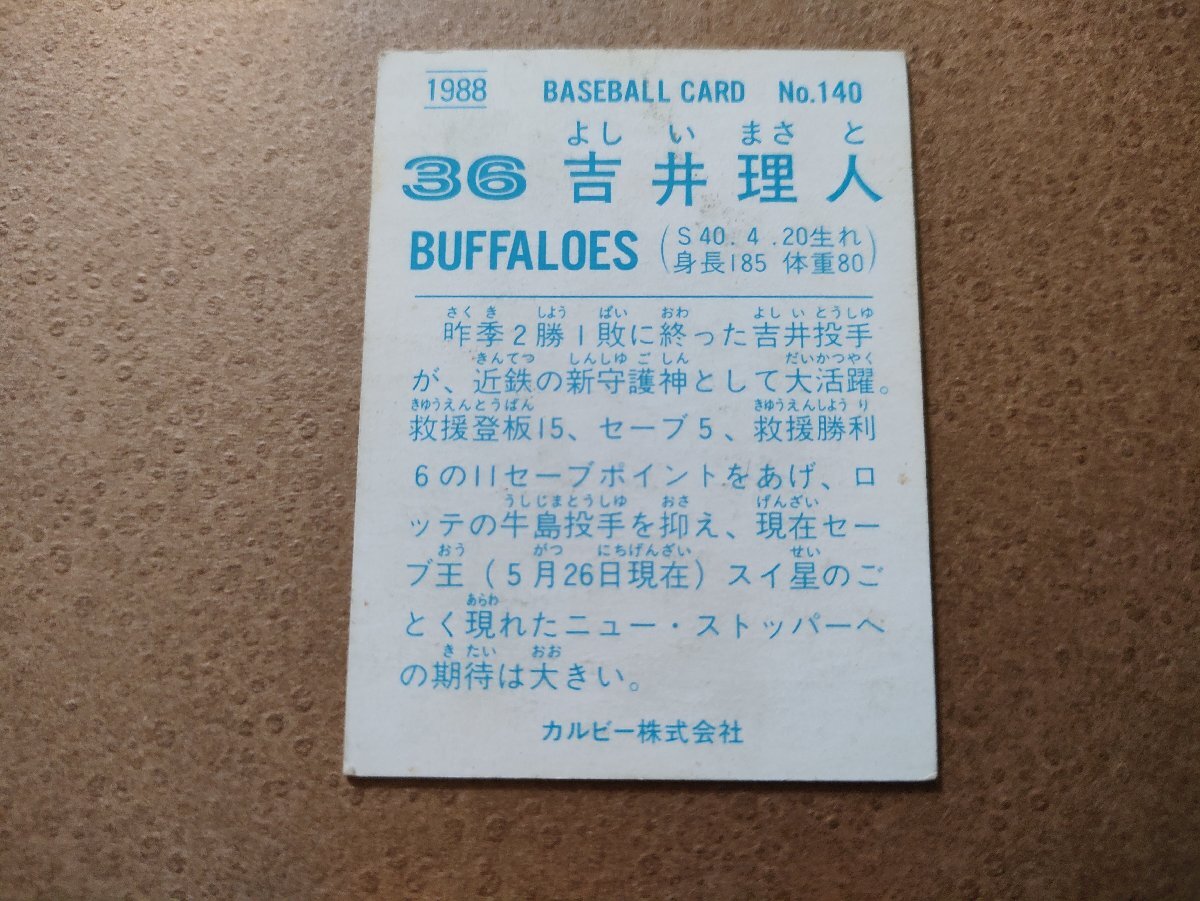 1988 BASEBALL CARD No.140
よし い まさ と
36 吉井理人
BUFFALOES (S40.4.20生れ
身長185 体重80)
さく き しよう ぱい おわ よし い とうしゆ
昨季2勝1敗に終った吉井投手
きんてつ しんしゆ ご しん だいかつやく
が、近鉄の新守護神として大活躍。
きゆうえんとうばん きゆうえんしよう り
救援登板15、セーブ5、救援勝利
6の11セーブポイントをあげ、ロ
うしじまとうしゆ おさ げんざい
ッテの牛島投手を抑え、現在セー
おう がつ にちげんざい せい
ブ王(5月26日現在)スイ星のご
あらわ
とく現れたニュー・ストッパーへ
き たい おお
の期待は大きい。
カルビー株式会社